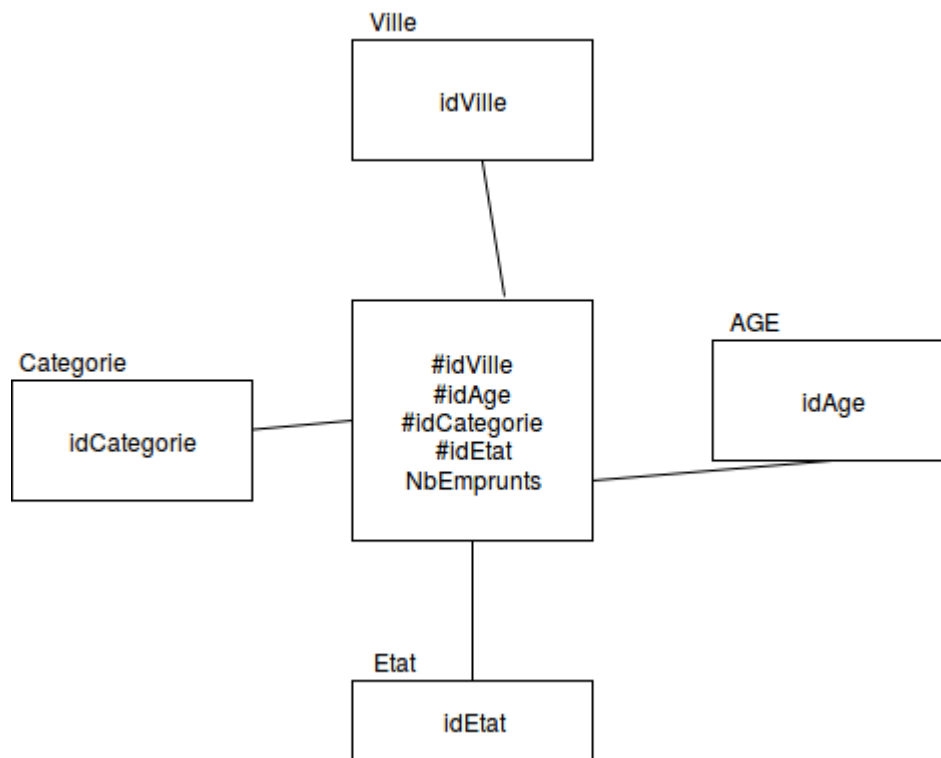 Ville
idVille
AGE
idAge
Categorie
idCategorie
#idVille
#idAge
#idCategorie
#idEtat
NbEmprunts
Etat
idEtat